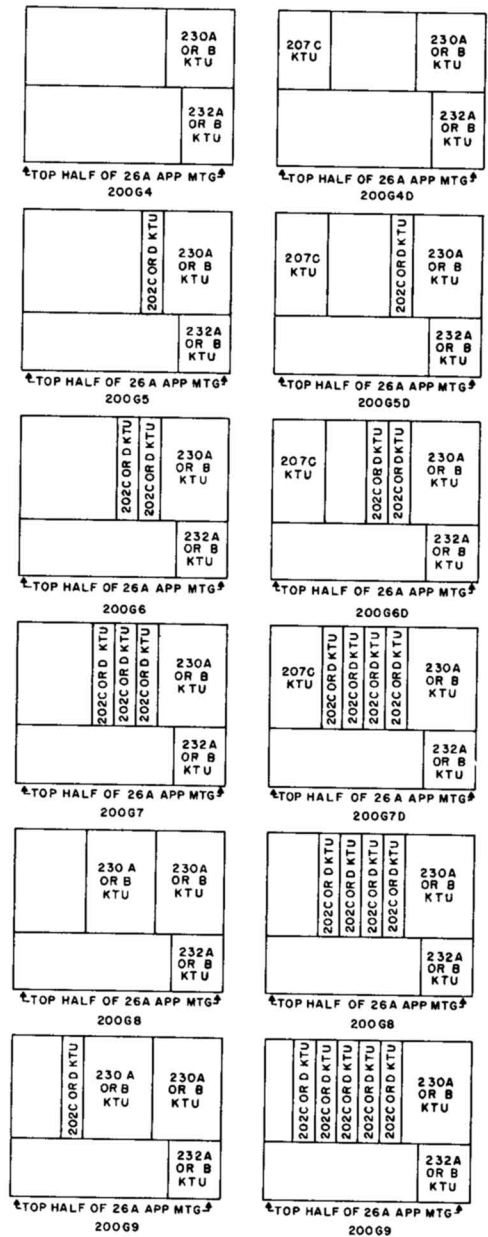 230A
OR B
KTU
232A
OR B
KTU
TOP HALF OF 26A APP MTG
200G4
207C
KTU
230A
OR B
KTU
232A
OR B
KTU
TOP HALF OF 26A APP MTG
200G4D
202C OR D KTU
230A
OR B
KTU
232A
OR B
KTU
TOP HALF OF 26A APP MTG
200G5
207C
KTU
202C OR D KTU
230A
OR B
KTU
232A
OR B
KTU
TOP HALF OF 26A APP MTG
200G5D
202C OR D KTU
202C OR D KTU
230A
OR B
KTU
232A
OR B
KTU
TOP HALF OF 26A APP MTG
200G6
207C
KTU
202C OR D KTU
202C OR D KTU
230A
OR B
KTU
232A
OR B
KTU
TOP HALF OF 26A APP MTG
200G6D
202C OR D KTU
202C OR D KTU
202C OR D KTU
230A
OR B
KTU
232A
OR B
KTU
TOP HALF OF 26A APP MTG
200G7
207C
KTU
202C OR D KTU
202C OR D KTU
202C OR D KTU
202C OR D KTU
230A
OR B
KTU
232A
OR B
KTU
TOP HALF OF 26A APP MTG
200G7D
230A
OR B
KTU
230A
OR B
KTU
232A
OR B
KTU
TOP HALF OF 26A APP MTG
200G8
202C OR D KTU
202C OR D KTU
202C OR D KTU
202C OR D KTU
230A
OR B
KTU
232A
OR B
KTU
TOP HALF OF 26A APP MTG
200G8
202C OR D KTU
230A
OR B
KTU
230A
OR B
KTU
232A
OR B
KTU
TOP HALF OF 26A APP MTG
200G9
202C OR D KTU
202C OR D KTU
202C OR D KTU
202C OR D KTU
202C OR D KTU
230A
OR B
KTU
232A
OR B
KTU
TOP HALF OF 26A APP MTG
200G9